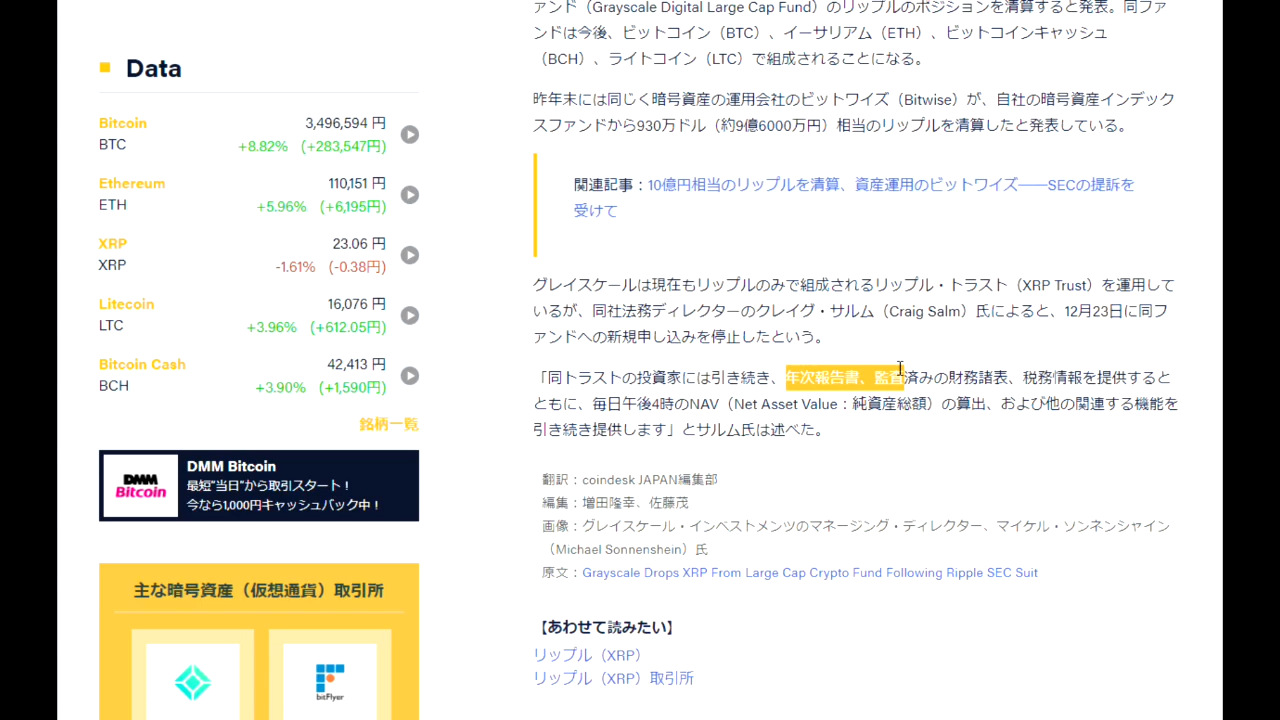 Data
Bitcoin 3,496,594 円
BTC +8.82% (+283,547円)
Ethereum 110,151 円
ETH +5.96% (+6,195円)
XRP 23.06 円
XRP -1.61% (-0.38円)
Litecoin 16,076 円
LTC +3.96% (+612.05円)
Bitcoin Cash 42,413 円
BCH +3.90% (+1,590円)
銘柄一覧
DMM Bitcoin
DMM
Bitcoin
最短"当日"から取引スタート！
今なら1,000円キャッシュバック中！
主な暗号資産（仮想通貨）取引所
bitFlyer
ァンド（Grayscale Digital Large Cap Fund）のリップルのポジションを清算すると発表。同ファ
ンドは今後、ビットコイン（BTC）、イーサリアム（ETH）、ビットコインキャッシュ
（BCH）、ライトコイン（LTC）で組成されることになる。
昨年末には同じく暗号資産の運用会社のビットワイズ（Bitwise）が、自社の暗号資産インデック
スファンドから930万ドル（約9億6000万円）相当のリップルを清算したと発表している。
関連記事：10億円相当のリップルを清算、資産運用のビットワイズ──SECの提訴を
受けて
グレイスケールは現在もリップルのみで組成されるリップル・トラスト（XRP Trust）を運用して
いるが、同社法務ディレクターのクレイグ・サルム（Craig Salm）氏によると、12月23日に同フ
ァンドへの新規申し込みを停止したという。
「同トラストの投資家には引き続き、年次報告書、監査済みの財務諸表、税務情報を提供すると
ともに、毎日午後4時のNAV（Net Asset Value：純資産総額）の算出、および他の関連する機能を
引き続き提供します」とサルム氏は述べた。
翻訳：coindesk JAPAN編集部
編集：増田隆幸、佐藤茂
画像：グレイスケール・インベストメンツのマネージング・ディレクター、マイケル・ソンネンシャイン
（Michael Sonnenshein）氏
原文：Grayscale Drops XRP From Large Cap Crypto Fund Following Ripple SEC Suit
【あわせて読みたい】
リップル（XRP）
リップル（XRP）取引所